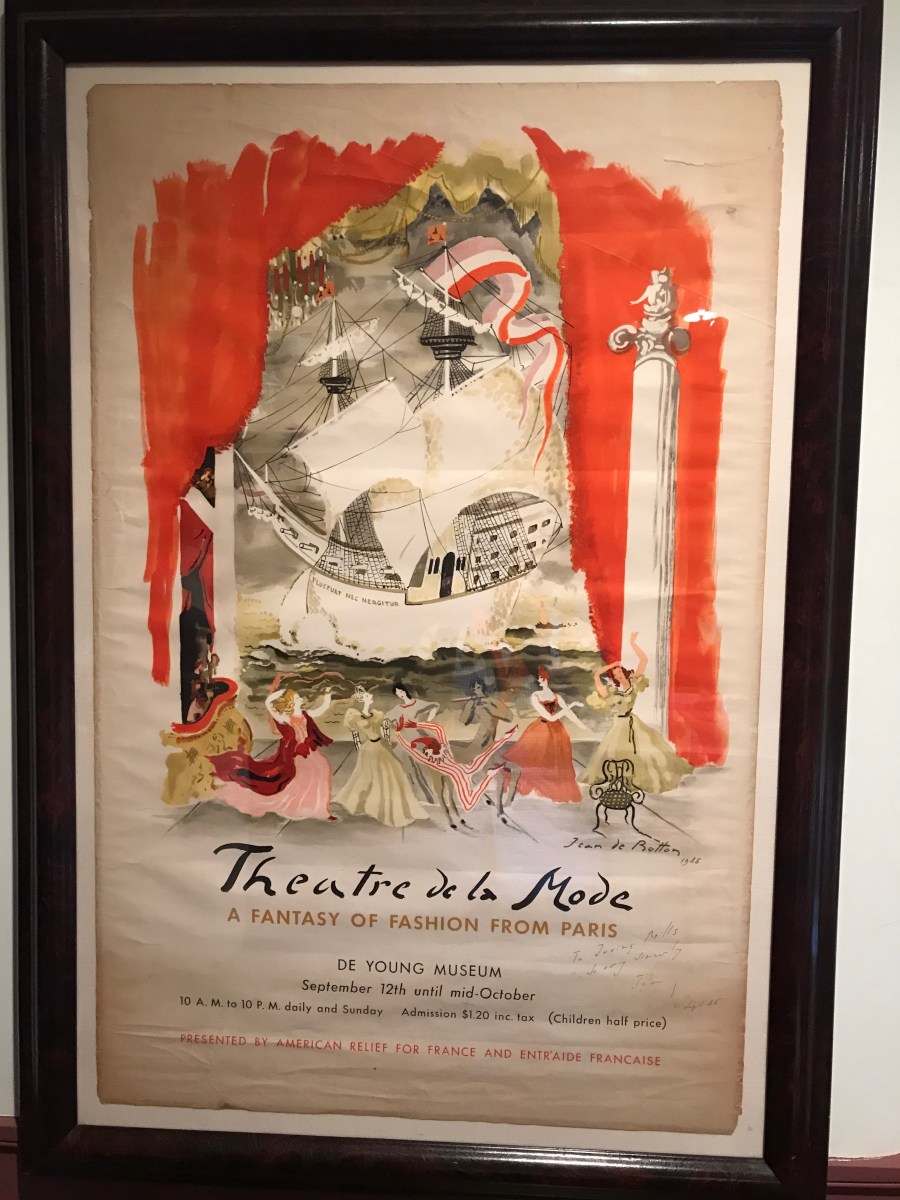 FLUCTUAT NEC MERGITUR
Jean de Botton
1946
Theatre de la Mode
A FANTASY OF FASHION FROM PARIS
To
DE YOUNG MUSEUM
September 12th until mid-October
10 A. M. to 10 P. M. daily and Sunday Admission $1.20 inc. tax (Children half price)
PRESENTED BY AMERICAN RELIEF FOR FRANCE AND ENTR'AIDE FRANCAISE